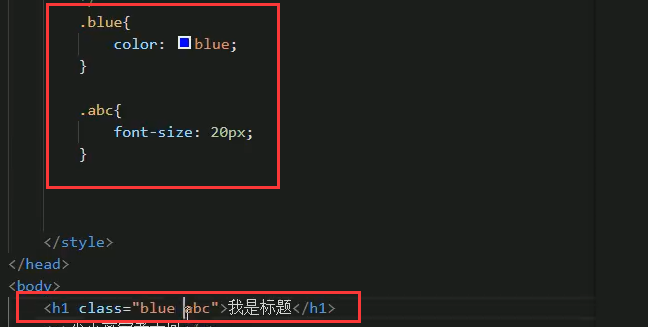 .blue{
color: blue;
}
.abc{
font-size: 20px;
}
</style>
</head>
<body>
<h1 class="blue abc">我是标题</h1>